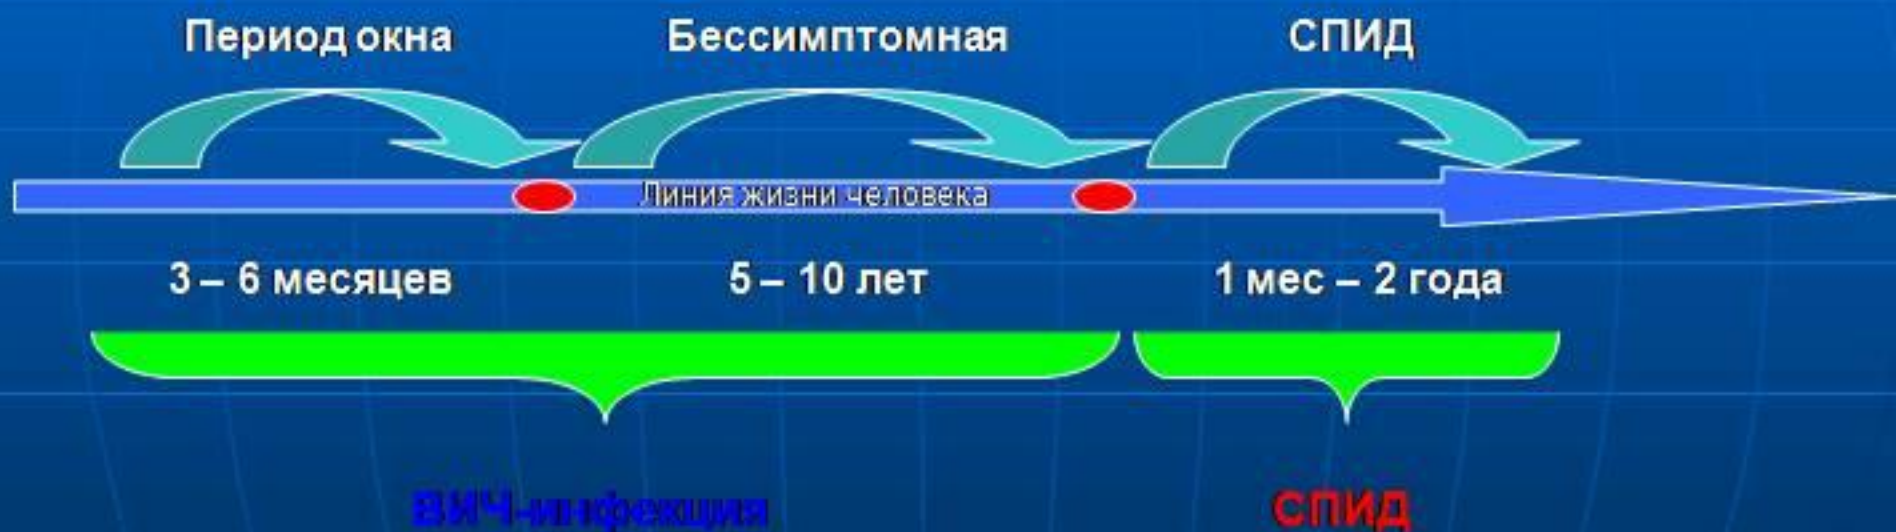 Период окна Бессимптомная СПИД
Линия жизни человека
3 – 6 месяцев 5 – 10 лет 1 мес – 2 года
ВИЧ-инфекция СПИД